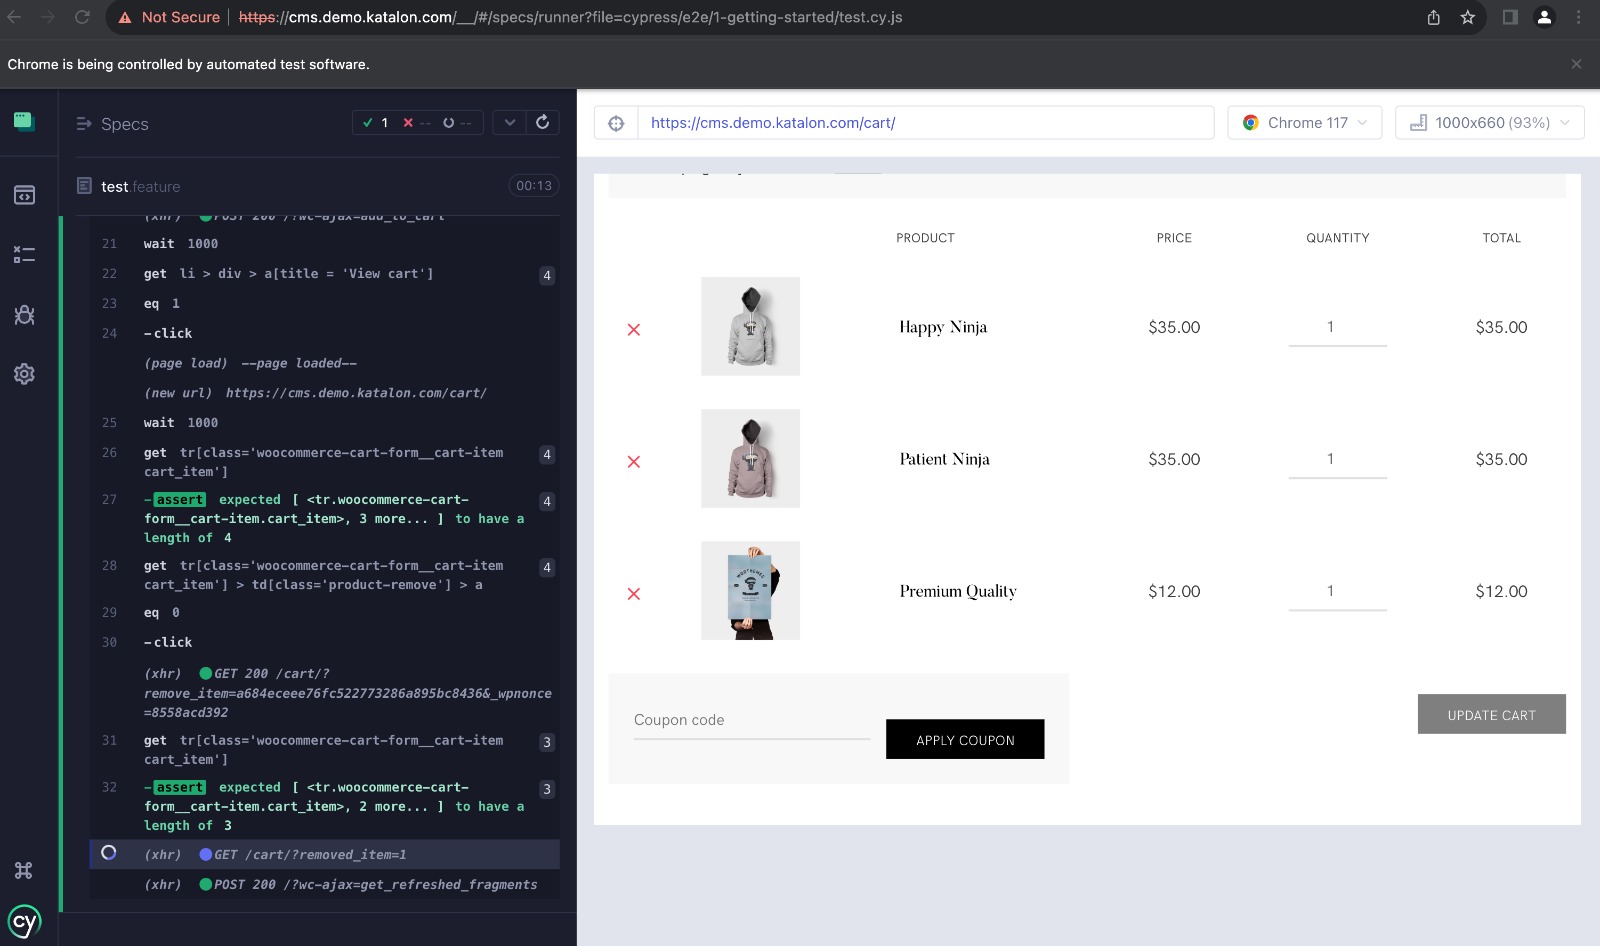 Not Secure https://cms.demo.katalon.com/__/#/specs/runner?file=cypress/e2e/1-getting-started/test.cy.js
Chrome is being controlled by automated test software.
Specs
1
--
--
test.feature
00:13
(xhr) POST 200 /?wc-ajax=add_to_cart
21 wait 1000
22 get li > div > a[title = 'View cart'] 4
23 eq 1
24 -click
(page load) --page loaded--
(new url) https://cms.demo.katalon.com/cart/
25 wait 1000
26 get tr[class='woocommerce-cart-form__cart-item 4
cart_item']
27 -assert expected [ <tr.woocommerce-cart- 4
form__cart-item.cart_item>, 3 more... ] to have a
length of 4
28 get tr[class='woocommerce-cart-form__cart-item 4
cart_item'] > td[class='product-remove'] > a
29 eq 0
30 -click
(xhr) GET 200 /cart/?
remove_item=a684eceee76fc522773286a895bc8436&_wpnonce
=8558acd392
31 get tr[class='woocommerce-cart-form__cart-item 3
cart_item']
32 -assert expected [ <tr.woocommerce-cart- 3
form__cart-item.cart_item>, 2 more... ] to have a
length of 3
(xhr) GET /cart/?removed_item=1
(xhr) POST 200 /?wc-ajax=get_refreshed_fragments
cy
https://cms.demo.katalon.com/cart/
Chrome 117
1000x660 (93%)
PRODUCT PRICE QUANTITY TOTAL
Happy Ninja $35.00 1 $35.00
Patient Ninja $35.00 1 $35.00
Premium Quality $12.00 1 $12.00
Coupon code
APPLY COUPON
UPDATE CART